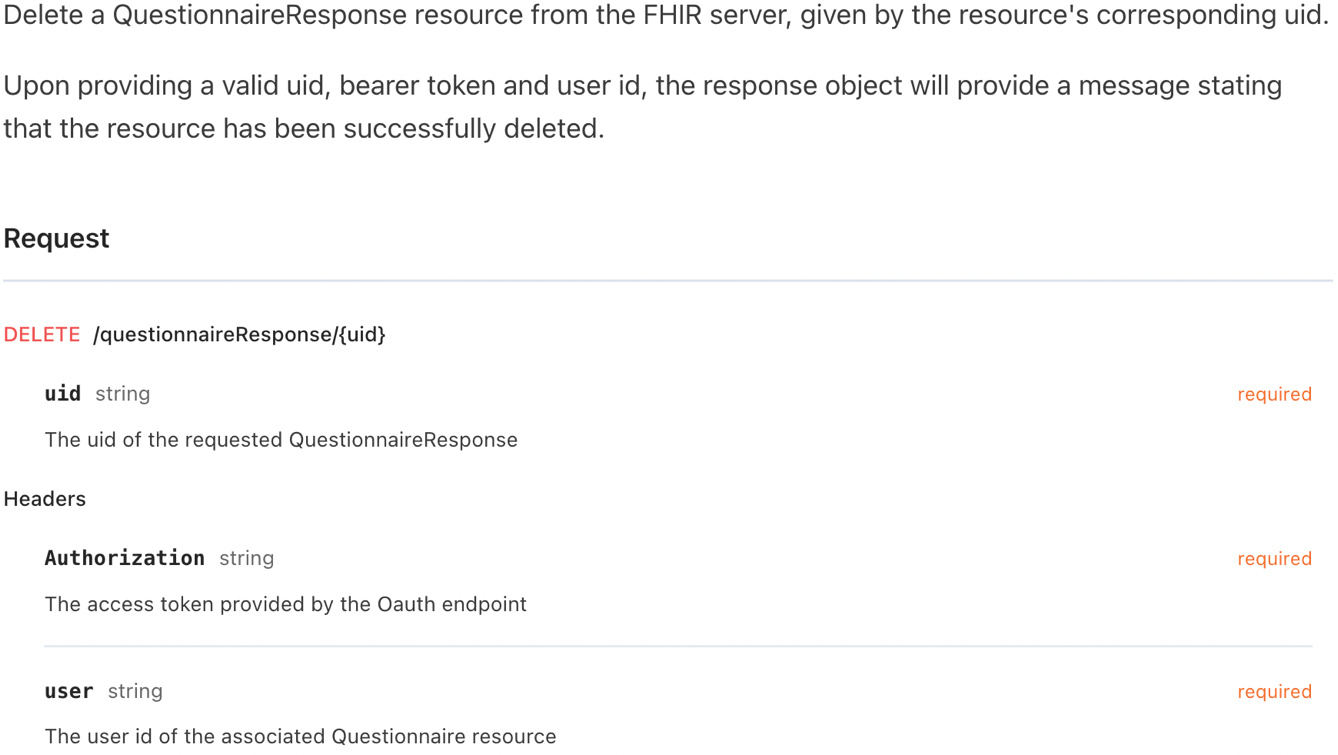 Delete a QuestionnaireResponse resource from the FHIR server, given by the resource's corresponding uid.
Upon providing a valid uid, bearer token and user id, the response object will provide a message stating
that the resource has been successfully deleted.
Request
DELETE /questionnaireResponse/{uid}
uid string required
The uid of the requested QuestionnaireResponse
Headers
Authorization string required
The access token provided by the Oauth endpoint
user string required
The user id of the associated Questionnaire resource